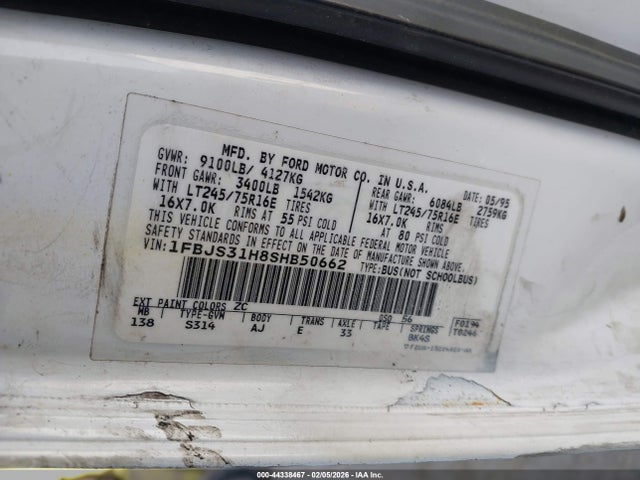 MFD. BY FORD MOTOR CO. IN U.S.A.
GVWR: 9100LB/ 4127KG DATE: 05/95
FRONT GAWR: 3400LB 1542KG REAR GAWR: 6084LB 2759KG
WITH LT245/75R16E TIRES WITH LT245/75R16E TIRES
16X7.0K RIMS AT 55 PSI COLD 16X7.0K RIMS AT 80 PSI COLD
THIS VEHICLE CONFORMS TO ALL APPLICABLE FEDERAL MOTOR VEHICLE
SAFETY STANDARDS IN EFFECT ON THE DATE OF MANUFACTURE SHOWN ABOVE.
VIN: 1FBJS31H8SHB50662 TYPE: BUS(NOT SCHOOLBUS)
EXT PAINT COLORS ZC DSO 56
WB TYPE-GVW BODY TRANS AXLE TAPE SPRINGS
138 S314 AJ E 33 BK4S
000-44338467 - 02/05/2026 - IAAI.COM